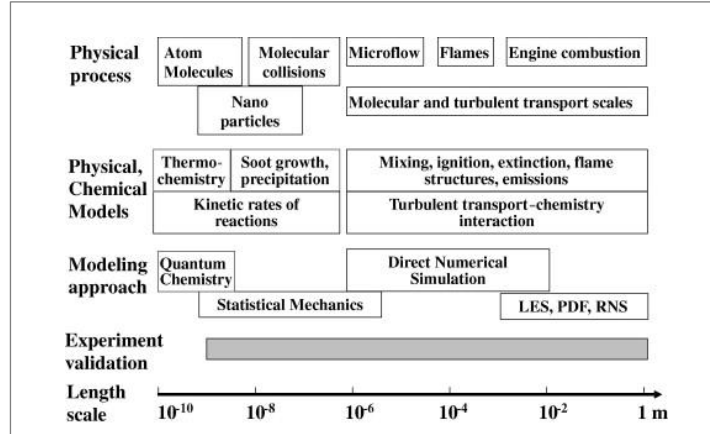 Physical
process
Atom
Molecules
Molecular
collisions
Microflow
Flames
Engine combustion
Nano
particles
Molecular and turbulent transport scales
Physical,
Chemical
Models
Thermo-
chemistry
Soot growth,
precipitation
Mixing, ignition, extinction, flame
structures, emissions
Kinetic rates of
reactions
Turbulent transport-chemistry
interaction
Modeling
approach
Quantum
Chemistry
Direct Numerical
Simulation
Statistical Mechanics
LES, PDF, RNS
Experiment
validation
Length
scale
10⁻¹⁰ 10⁻⁸ 10⁻⁶ 10⁻⁴ 10⁻² 1 m